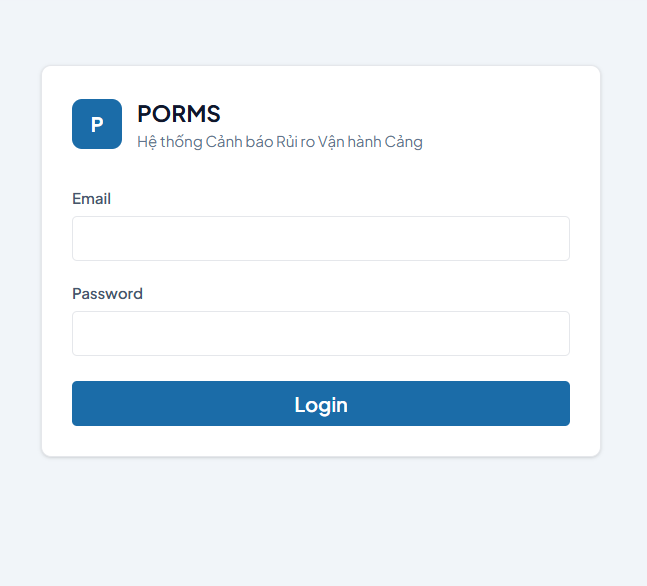 P
PORMS
Hệ thống Cảnh báo Rủi ro Vận hành Cảng
Email
Password
Login